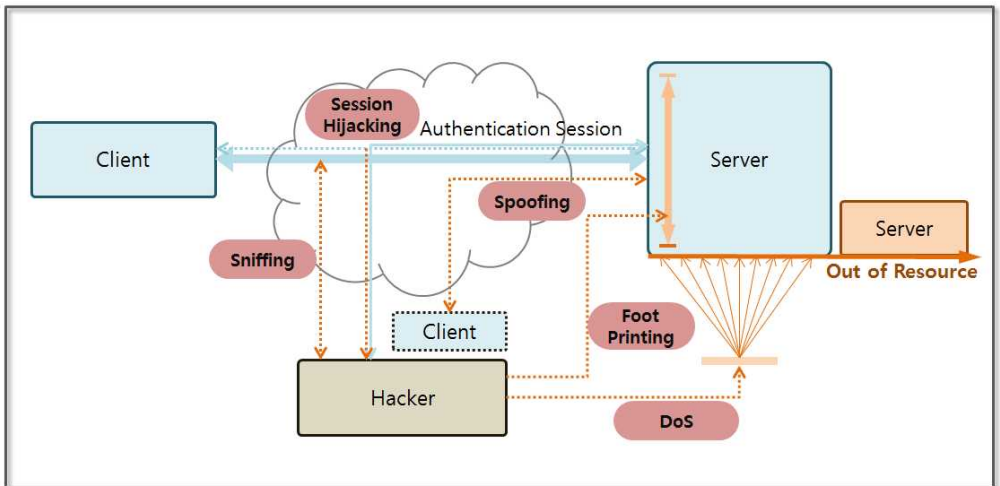 Session
Hijacking
Authentication Session
Client
Server
Spoofing
Sniffing
Server
Out of Resource
Client
Foot
Printing
Hacker
DoS